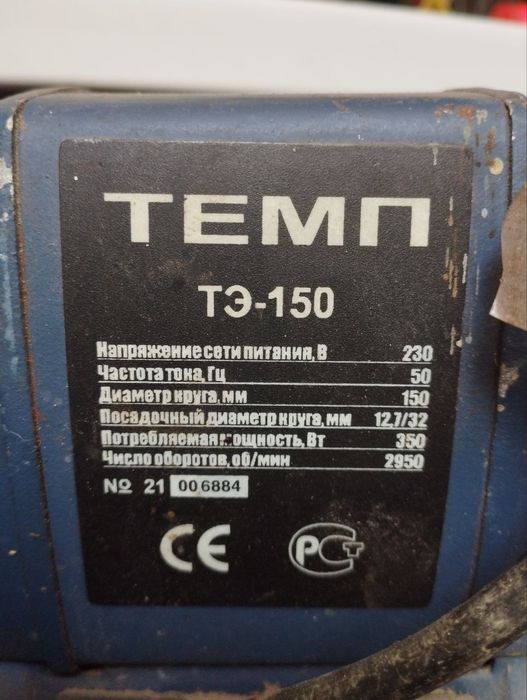 ТЕМП
ТЭ-150
Напряжение сети питания, В 230
Частота тока, Гц 50
Диаметр круга, мм 150
Посадочный диаметр круга, мм 12,7/32
Потребляемая мощность, Вт 350
Число оборотов, об/мин 2950
№ 21 006884
CE
РСТ